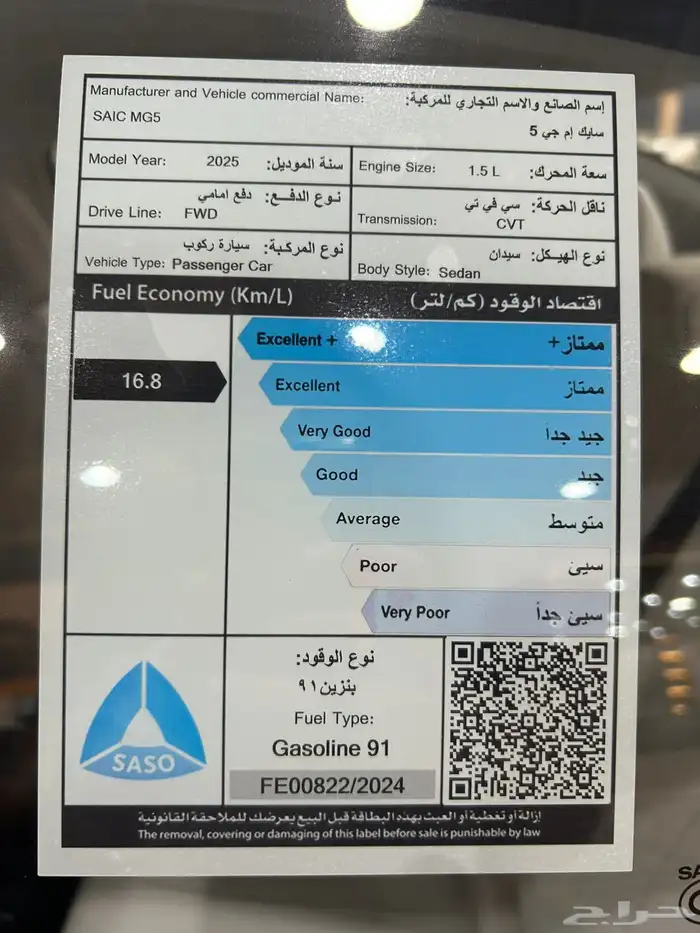 Manufacturer and Vehicle commercial Name: إسم الصانع والاسم التجاري للمركبة:
SAIC MG5
سايك إم جي 5
Model Year: 2025 سنة الموديل:
Engine Size: 1.5 L سعة المحرك:
نوع الدفع: دفع امامي
Drive Line: FWD
ناقل الحركة: سي في تي
Transmission: CVT
نوع المركبة: سيارة ركوب
Vehicle Type: Passenger Car
نوع الهيكل: سيدان
Body Style: Sedan
Fuel Economy (Km/L) اقتصاد الوقود (كم/لتر)
Excellent + ممتاز+
16.8
Excellent ممتاز
Very Good جيد جداً
Good جيد
Average متوسط
Poor سيئ
Very Poor سيئ جداً
SASO
نوع الوقود:
بنزين ٩١
Fuel Type:
Gasoline 91
FE00822/2024
إزالة أو تغطية أو العبث بهذه البطاقة قبل البيع يعرضك للملاحقة القانونية
The removal, covering or damaging of this label before sale is punishable by law
SA
حراج